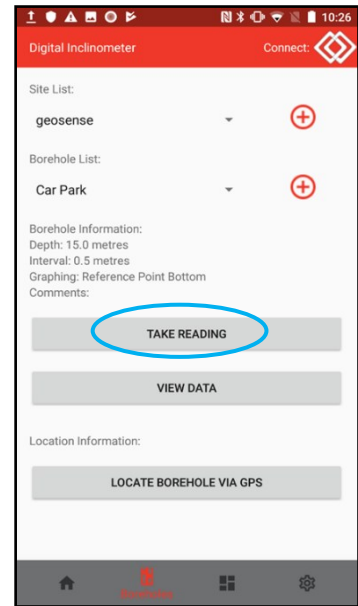 10:26
Digital Inclinometer
Connect:
Site List:
geosense
Borehole List:
Car Park
Borehole Information:
Depth: 15.0 metres
Interval: 0.5 metres
Graphing: Reference Point Bottom
Comments:
TAKE READING
VIEW DATA
Location Information:
LOCATE BOREHOLE VIA GPS
Boreholes